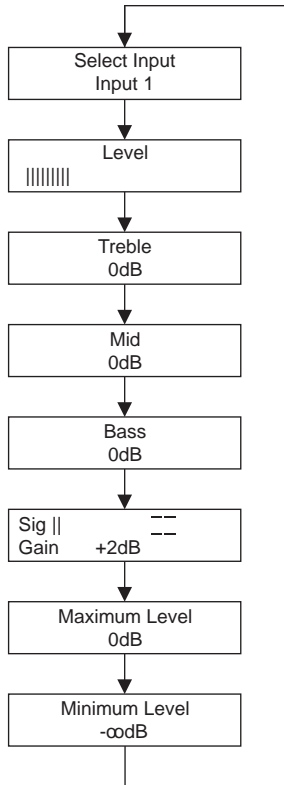 Select Input
Input 1
Level
|||||||||
Treble
0dB
Mid
0dB
Bass
0dB
Sig ||
Gain +2dB
Maximum Level
0dB
Minimum Level
-∞dB